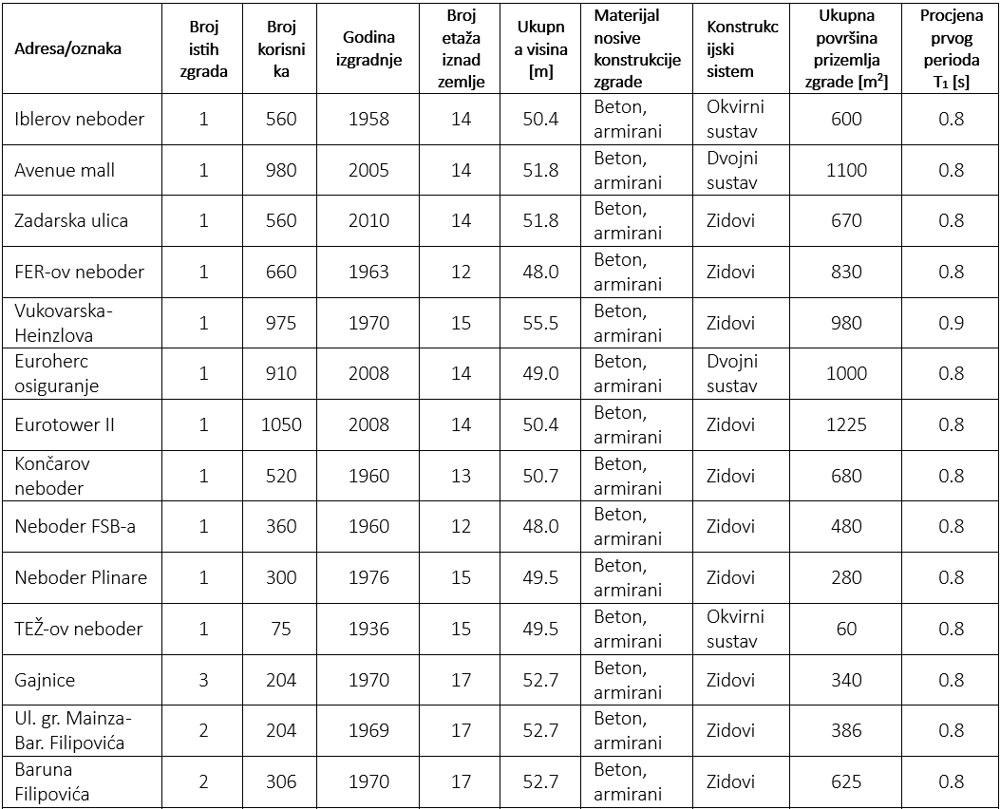 Adresa/oznaka | Broj istih zgrada | Broj korisni ka | Godina izgradnje | Broj etaža iznad zemlje | Ukupn a visina [m] | Materijal nosive konstrukcije zgrade | Konstrukc ijski sistem | Ukupna površina prizemlja zgrade [m²] | Procjena prvog perioda T₁ [s]
Iblerov neboder | 1 | 560 | 1958 | 14 | 50.4 | Beton, armirani | Okvirni sustav | 600 | 0.8
Avenue mall | 1 | 980 | 2005 | 14 | 51.8 | Beton, armirani | Dvojni sustav | 1100 | 0.8
Zadarska ulica | 1 | 560 | 2010 | 14 | 51.8 | Beton, armirani | Zidovi | 670 | 0.8
FER-ov neboder | 1 | 660 | 1963 | 12 | 48.0 | Beton, armirani | Zidovi | 830 | 0.8
Vukovarska-Heinzlova | 1 | 975 | 1970 | 15 | 55.5 | Beton, armirani | Zidovi | 980 | 0.9
Euroherc osiguranje | 1 | 910 | 2008 | 14 | 49.0 | Beton, armirani | Dvojni sustav | 1000 | 0.8
Eurotower II | 1 | 1050 | 2008 | 14 | 50.4 | Beton, armirani | Zidovi | 1225 | 0.8
Končarov neboder | 1 | 520 | 1960 | 13 | 50.7 | Beton, armirani | Zidovi | 680 | 0.8
Neboder FSB-a | 1 | 360 | 1960 | 12 | 48.0 | Beton, armirani | Zidovi | 480 | 0.8
Neboder Plinare | 1 | 300 | 1976 | 15 | 49.5 | Beton, armirani | Zidovi | 280 | 0.8
TEŽ-ov neboder | 1 | 75 | 1936 | 15 | 49.5 | Beton, armirani | Okvirni sustav | 60 | 0.8
Gajnice | 3 | 204 | 1970 | 17 | 52.7 | Beton, armirani | Zidovi | 340 | 0.8
Ul. gr. Mainza-Bar. Filipovića | 2 | 204 | 1969 | 17 | 52.7 | Beton, armirani | Zidovi | 386 | 0.8
Baruna Filipovića | 2 | 306 | 1970 | 17 | 52.7 | Beton, armirani | Zidovi | 625 | 0.8